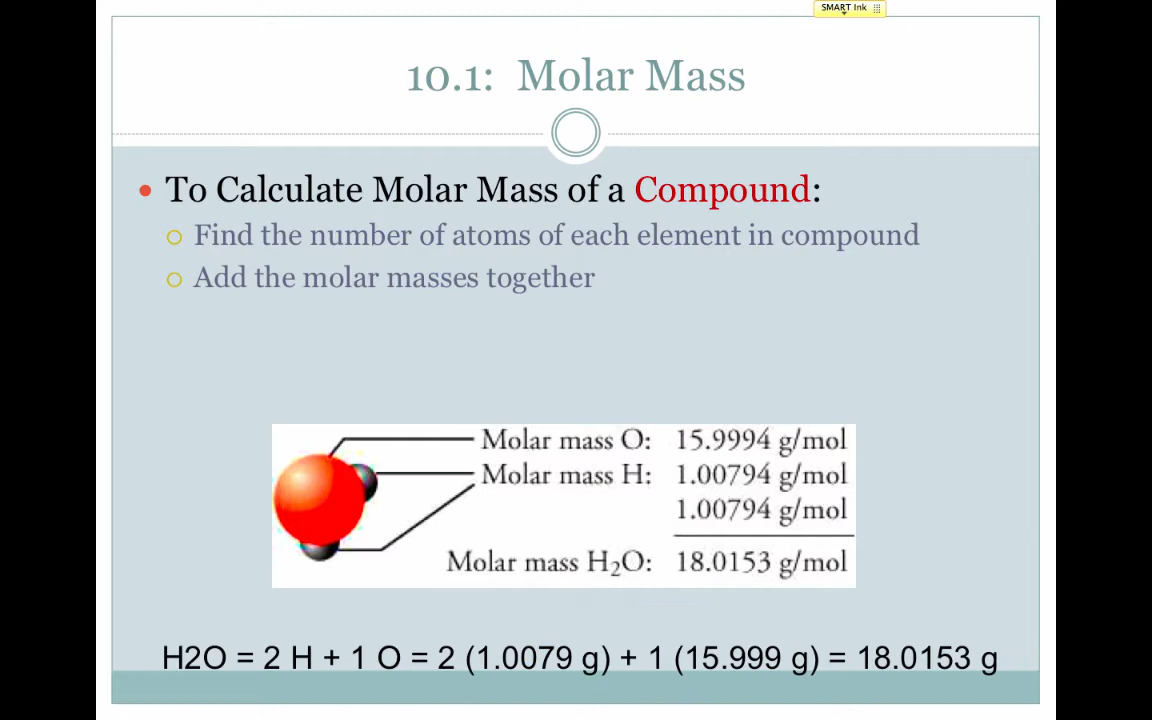 SMART Ink
10.1: Molar Mass
To Calculate Molar Mass of a Compound:
Find the number of atoms of each element in compound
Add the molar masses together
Molar mass O: 15.9994 g/mol
Molar mass H: 1.00794 g/mol
1.00794 g/mol
Molar mass H₂O: 18.0153 g/mol
H2O = 2 H + 1 O = 2 (1.0079 g) + 1 (15.999 g) = 18.0153 g